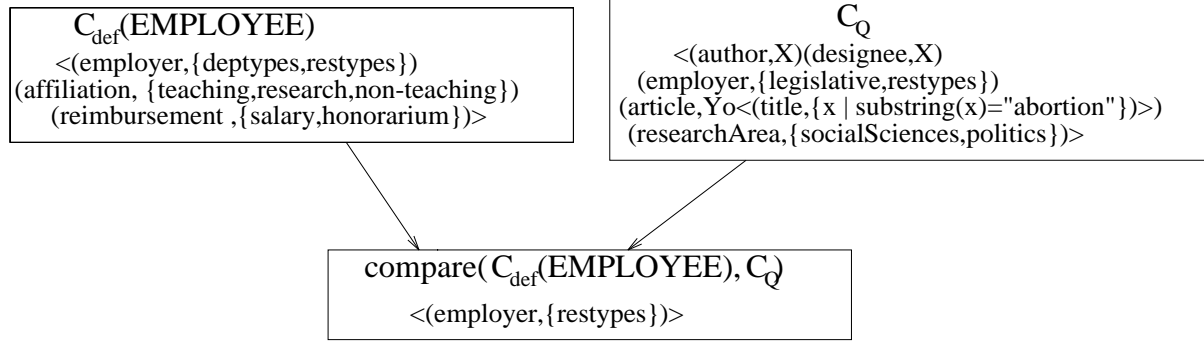 C_def(EMPLOYEE)
<(employer,{deptypes,restypes})
(affiliation, {teaching,research,non-teaching})
(reimbursement ,{salary,honorarium})>
C_Q
<(author,X)(designee,X)
(employer,{legislative,restypes})
(article,Yo<(title,{x | substring(x)="abortion"})>)
(researchArea,{socialSciences,politics})>
compare( C_def(EMPLOYEE), C_Q)
<(employer,{restypes})>